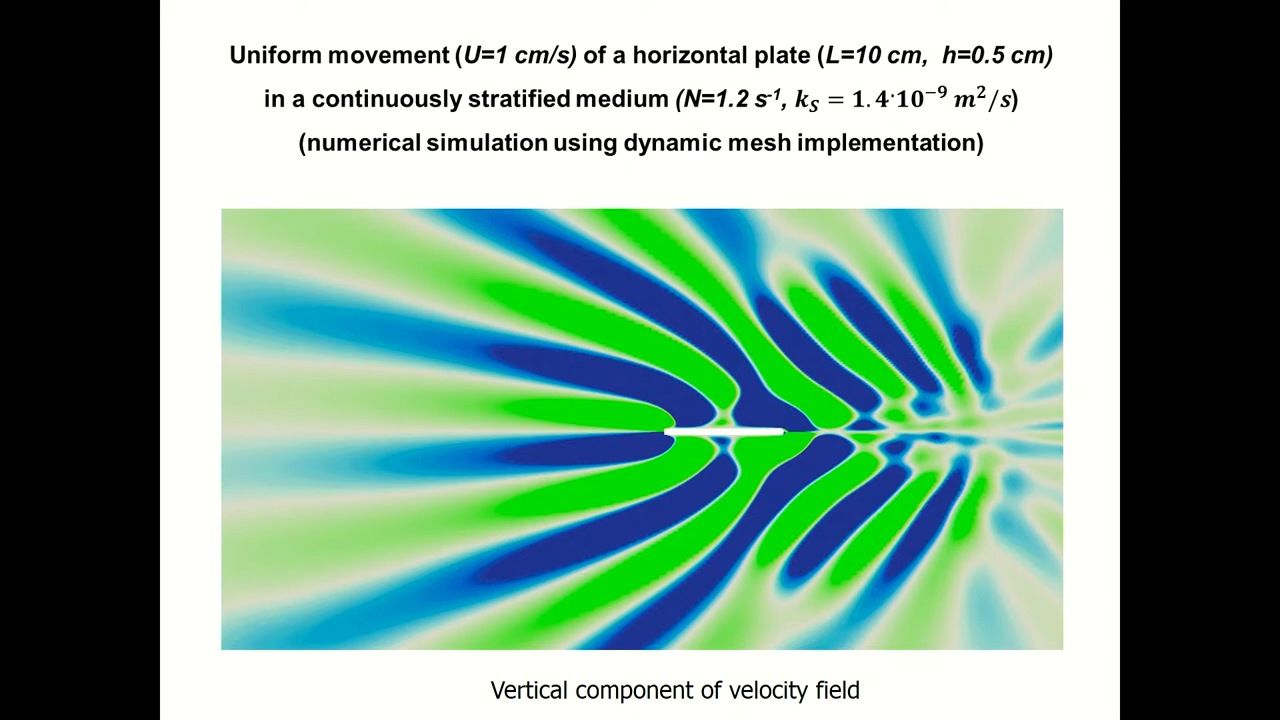 Uniform movement (U=1 cm/s) of a horizontal plate (L=10 cm, h=0.5 cm)
in a continuously stratified medium (N=1.2 s⁻¹, kₛ = 1.4·10⁻⁹ m²/s)
(numerical simulation using dynamic mesh implementation)
Vertical component of velocity field